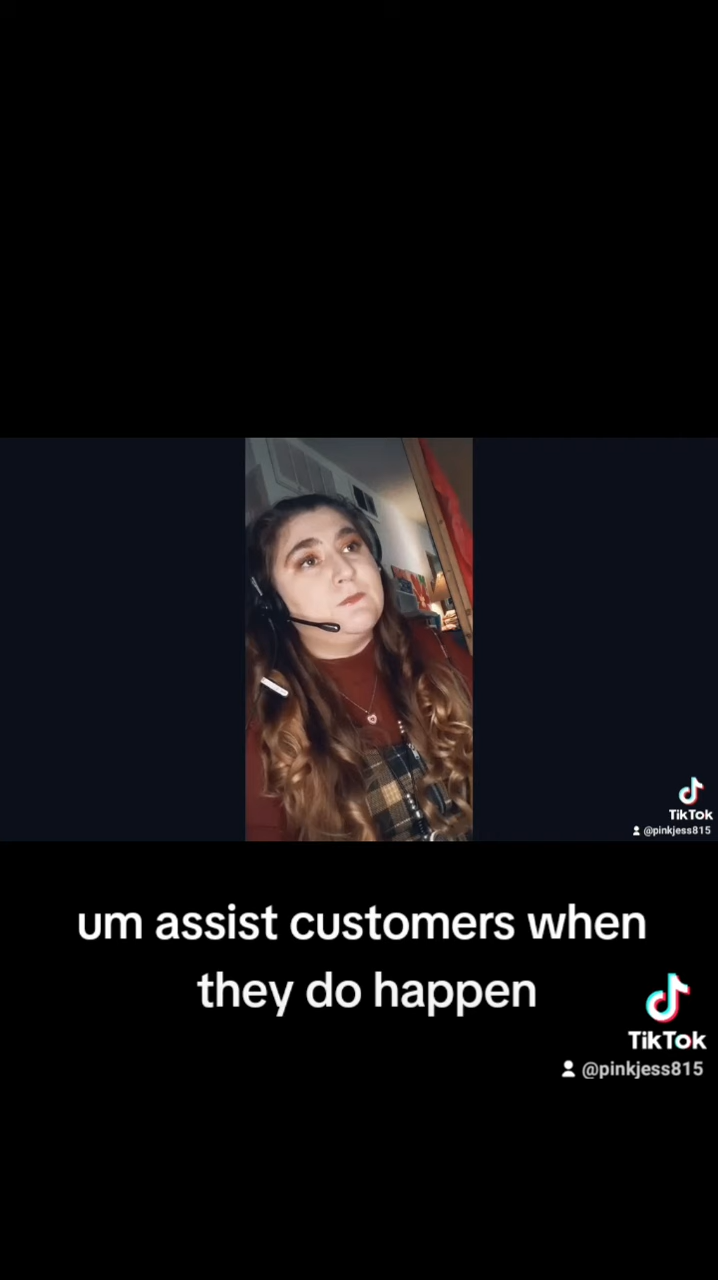 TikTok
@pinkjess815
um assist customers when
they do happen
TikTok
@pinkjess815